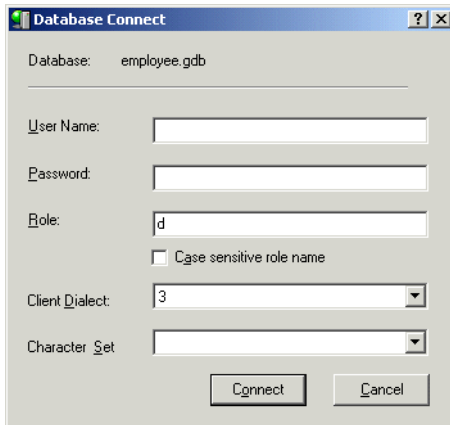 Database Connect
Database: employee.gdb
User Name:
Password:
Role: d
Case sensitive role name
Client Dialect: 3
Character Set
Connect Cancel